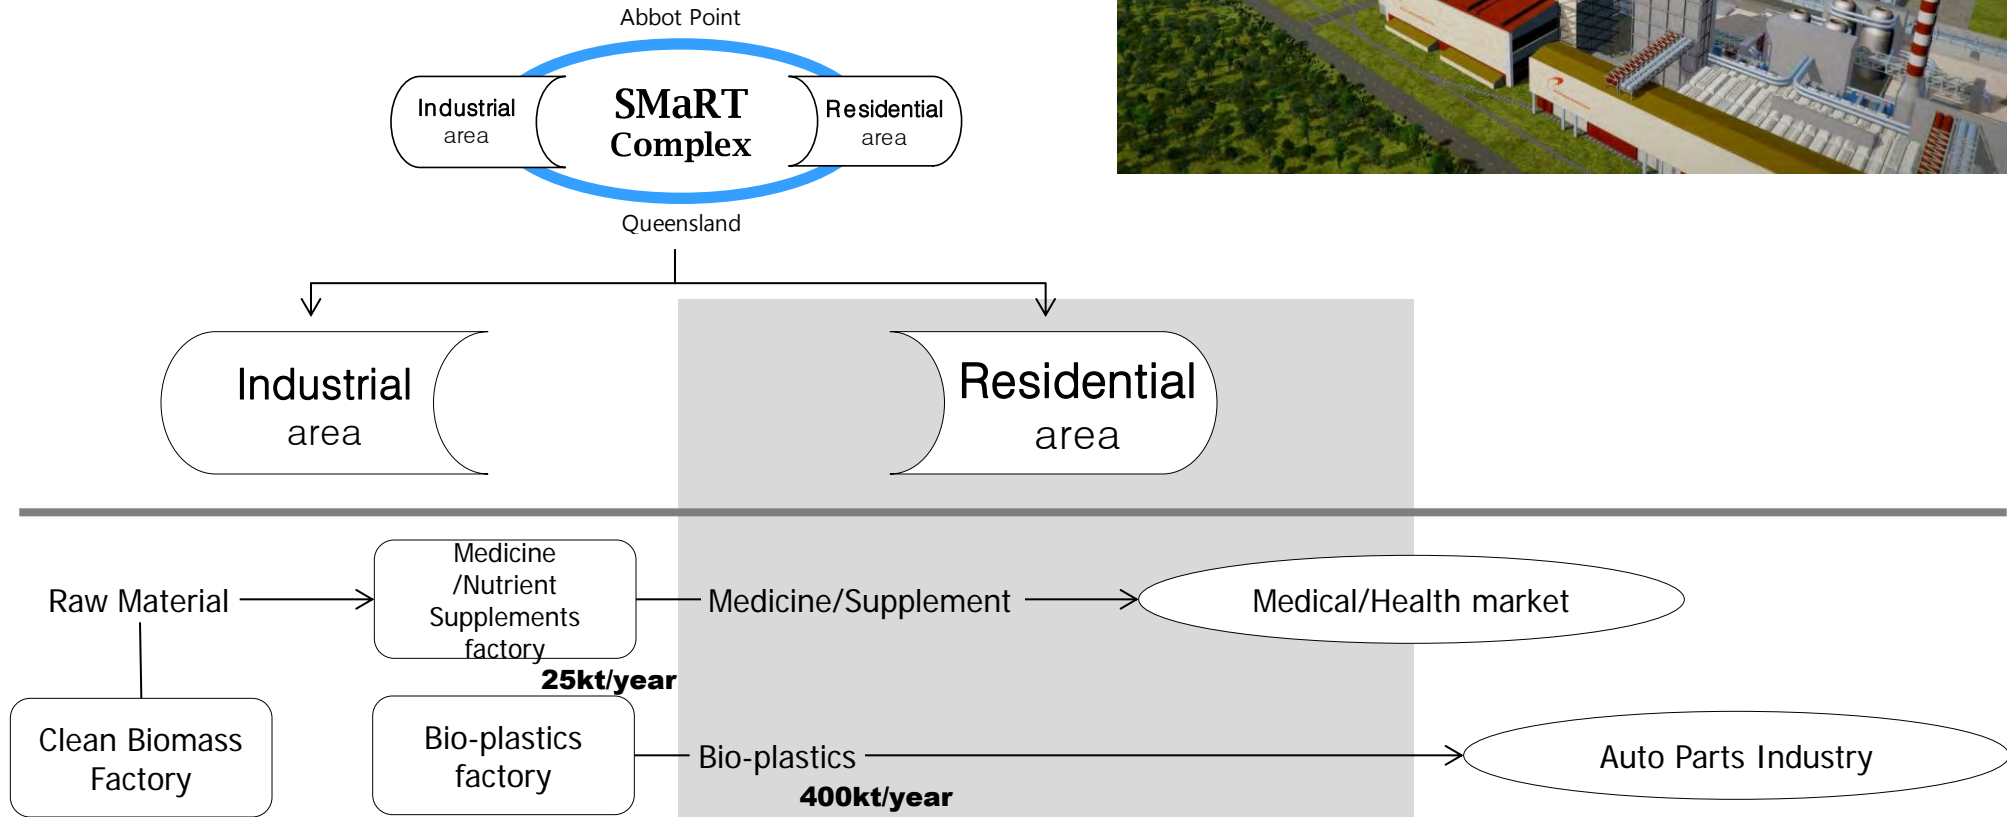 Abbot Point
Industrial
area
SMaRT
Complex
Residential
area
Queensland
Industrial
area
Residential
area
Raw Material
Medicine
/Nutrient
Supplements
factory
Medicine/Supplement
Medical/Health market
25kt/year
Clean Biomass
Factory
Bio-plastics
factory
Bio-plastics
Auto Parts Industry
400kt/year